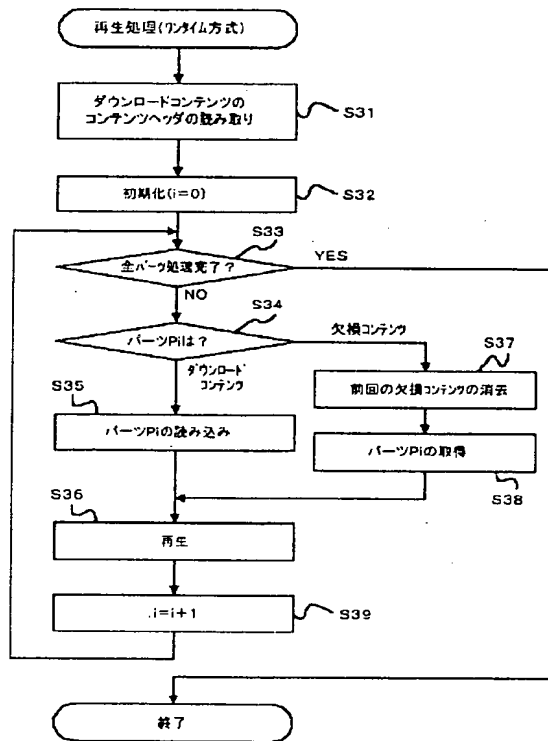 再生処理(ワンタイム方式)
ダウンロードコンテンツの
コンテンツヘッダの読み取り
S31
初期化(i=0)
S32
S33
全パーツ処理完了?
YES
NO
S34
パーツPiは?
欠損コンテンツ
ダウンロード
コンテンツ
S37
前回の欠損コンテンツの消去
S35
パーツPiの読み込み
パーツPiの取得
S38
S36
再生
.i=i+1
S39
終了